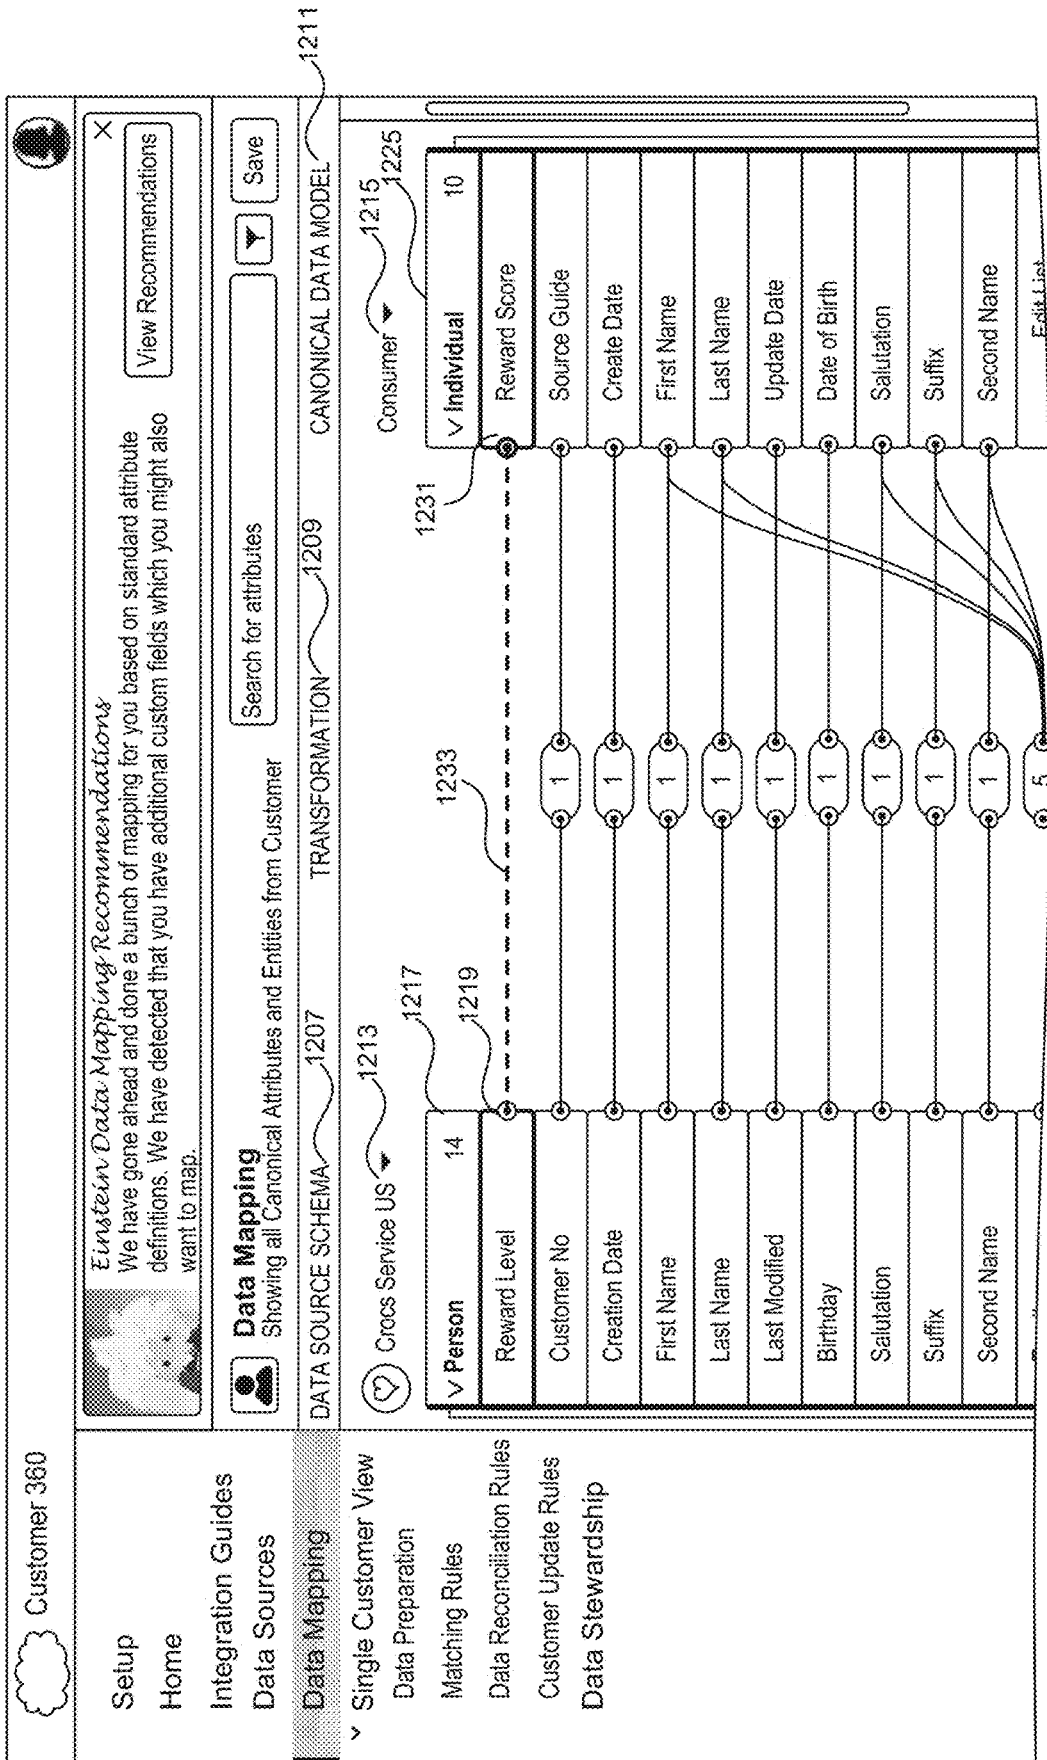 Customer 360
Setup
Home
Integration Guides
Data Sources
Data Mapping
Single Customer View
Data Preparation
Matching Rules
Data Reconciliation Rules
Customer Update Rules
Data Stewardship
Einstein Data Mapping Recommendations
We have gone ahead and done a bunch of mapping for you based on standard attribute
definitions. We have detected that you have additional custom fields which you might also
want to map.
View Recommendations
Data Mapping
Showing all Canonical Attributes and Entities from Customer
Search for attributes
Save
DATA SOURCE SCHEMA 1207
TRANSFORMATION 1209
CANONICAL DATA MODEL 1211
Crocs Service US 1213
Consumer 1215
1217
1225
Person 14
Individual 10
1219
1233
1231
Reward Level Reward Score
Customer No 1 Source Guide
Creation Date 1 Create Date
First Name 1 First Name
Last Name 1 Last Name
Last Modified 1 Update Date
Birthday 1 Date of Birth
Salutation 1 Salutation
Suffix 1 Suffix
Second Name 1 Second Name
5 Edit List